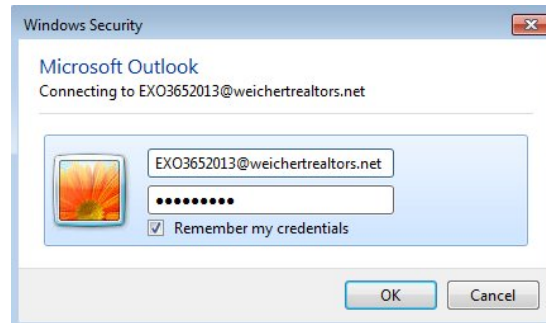 Windows Security
Microsoft Outlook
Connecting to EXO3652013@weichertrealtors.net
EXO3652013@weichertrealtors.net
•••••••••
Remember my credentials
OK
Cancel